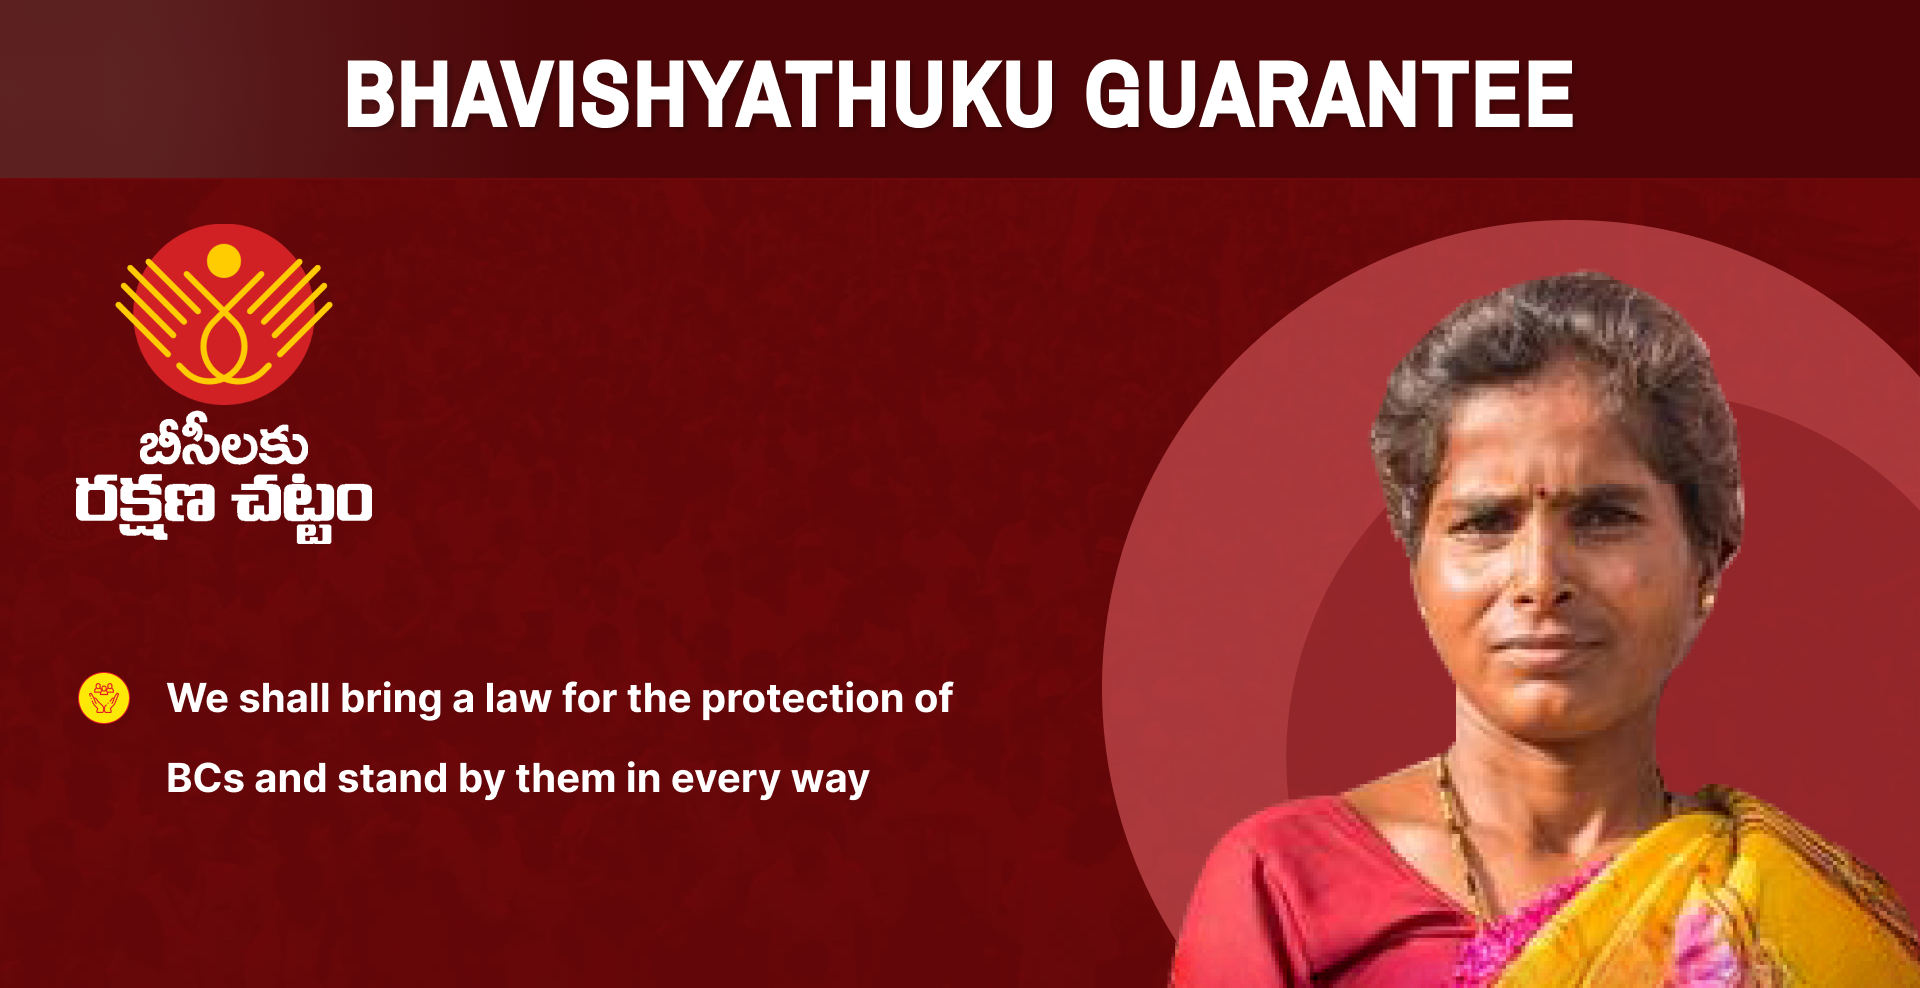 BHAVISHYATHUKU GUARANTEE
బీసీలకు
రక్షణ చట్టం
We shall bring a law for the protection of
BCs and stand by them in every way